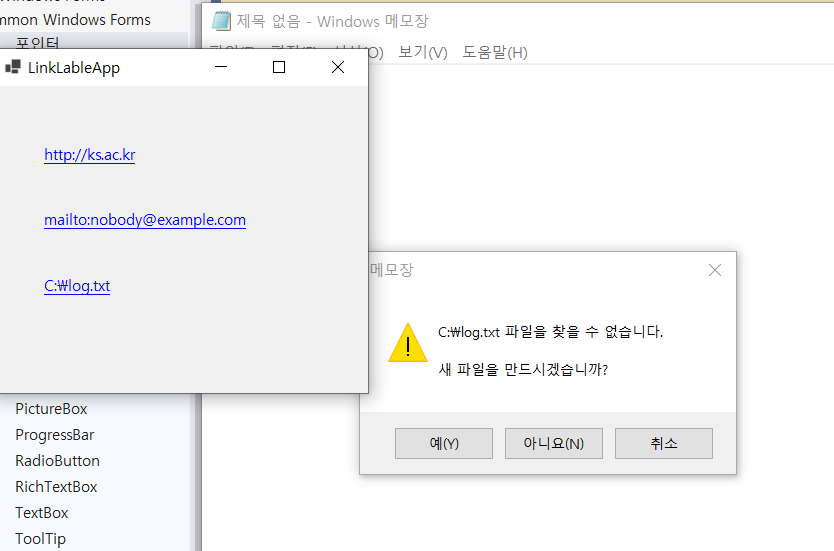 mmon Windows Forms
포인터
제목 없음 - Windows 메모장
보기(V) 도움말(H)
LinkLableApp
http://ks.ac.kr
mailto:nobody@example.com
C:₩log.txt
메모장
C:₩log.txt 파일을 찾을 수 없습니다.
새 파일을 만드시겠습니까?
예(Y) 아니요(N) 취소
PictureBox
ProgressBar
RadioButton
RichTextBox
TextBox
ToolTip